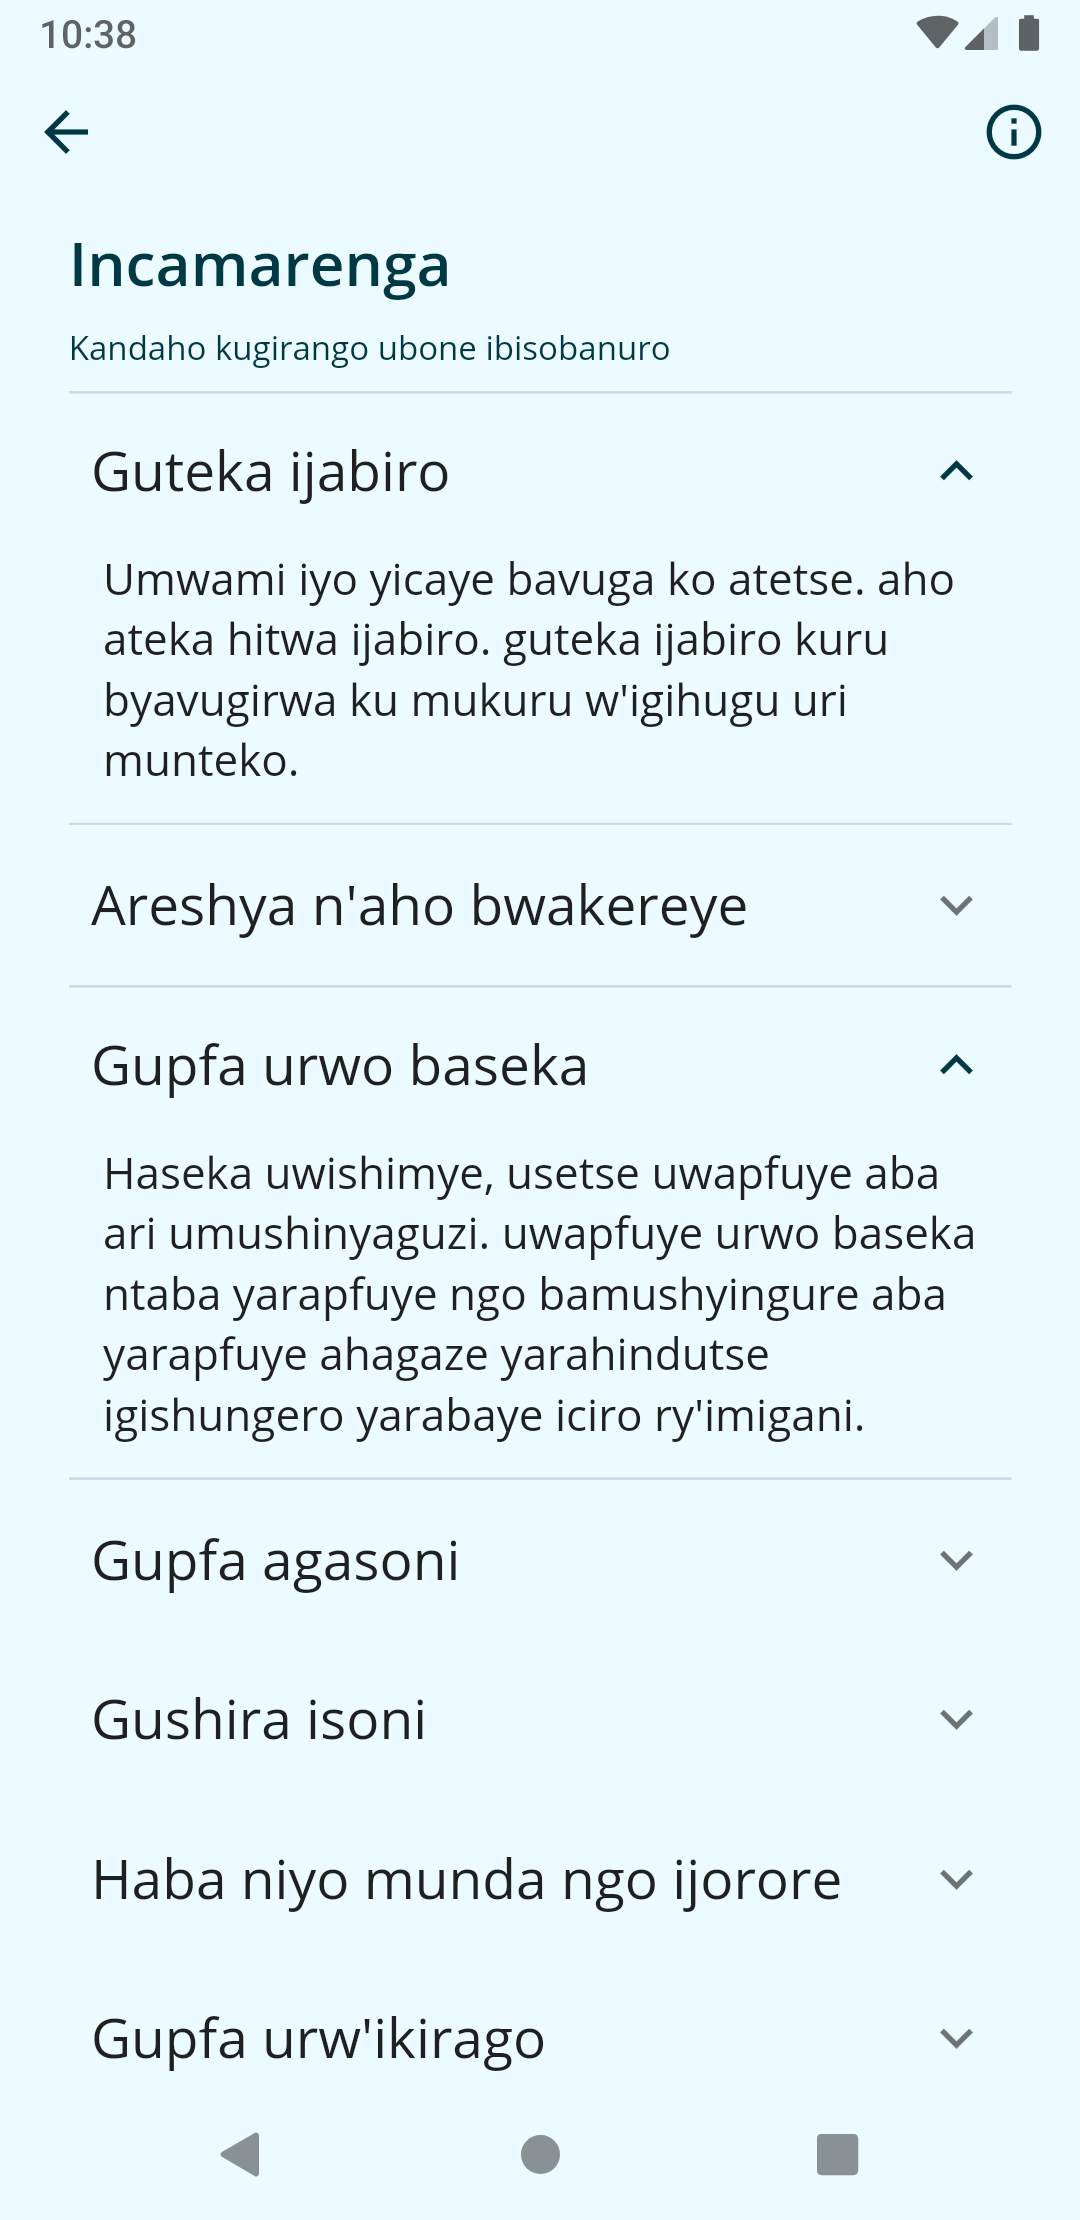 10:38
Incamarenga
Kandaho kugirango ubone ibisobanuro
Guteka ijabiro
Umwami iyo yicaye bavuga ko atetse. aho
ateka hitwa ijabiro. guteka ijabiro kuru
byavugirwa ku mukuru w'igihugu uri
munteko.
Areshya n'aho bwakereye
Gupfa urwo baseka
Haseka uwishimye, usetse uwapfuye aba
ari umushinyaguzi. uwapfuye urwo baseka
ntaba yarapfuye ngo bamushyingure aba
yarapfuye ahagaze yarahindutse
igishungero yarabaye iciro ry'imigani.
Gupfa agasoni
Gushira isoni
Haba niyo munda ngo ijorore
Gupfa urw'ikirago